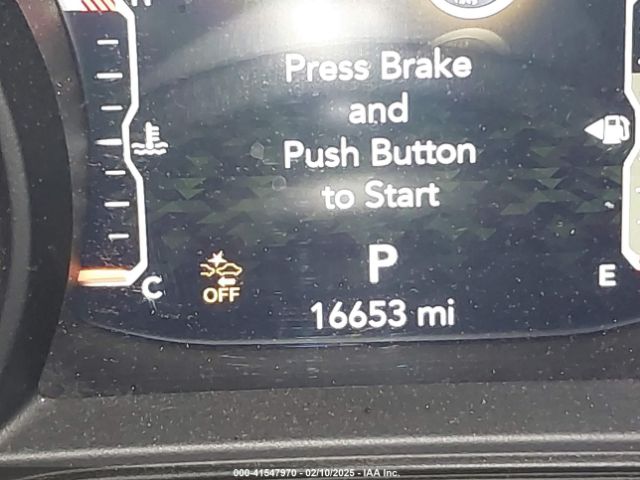 Press Brake
and
Push Button
to Start
P
E
C
OFF
16653 mi
000-41547970 - 02/10/2025 - IAA Inc.